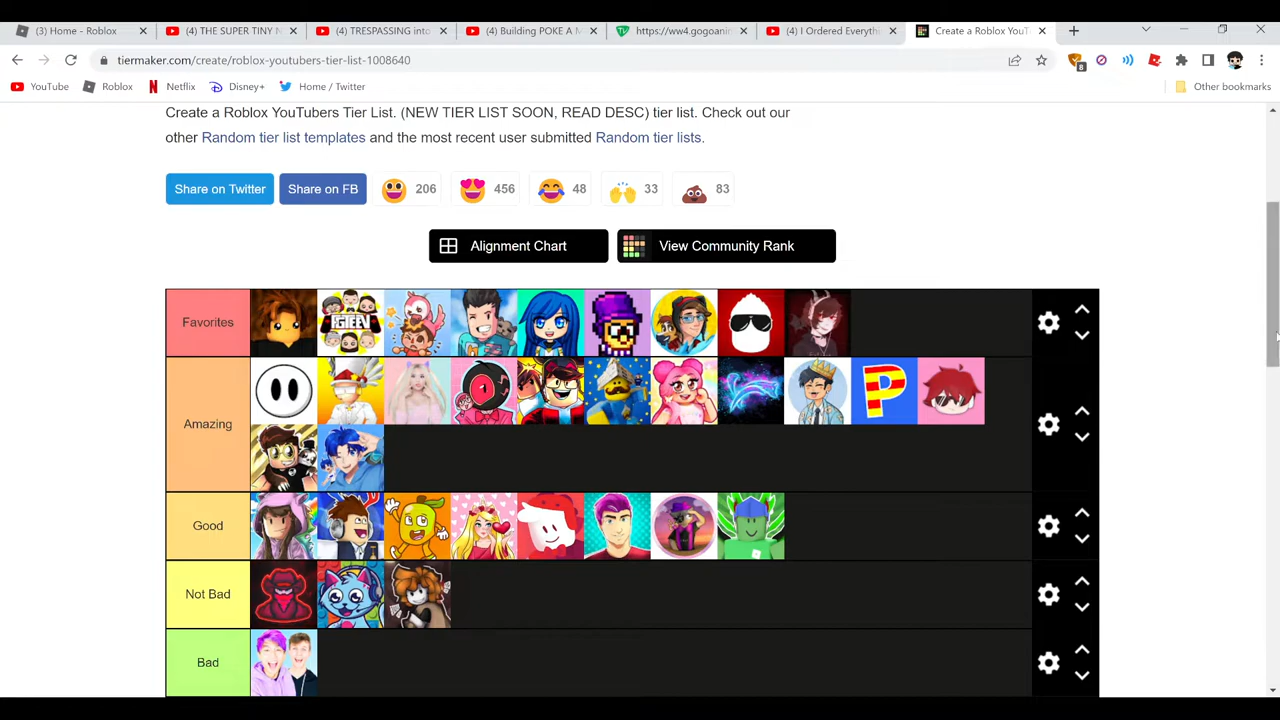 (3) Home - Roblox
(4) THE SUPER TINY
(4) TRESPASSING into
(4) Building POKE A M
https://ww4.gogoani
(4) I Ordered Everythi
Create a Roblox YouT
tiermaker.com/create/roblox-youtubers-tier-list-1008640
8
YouTube
Roblox
Netflix
Disney+
Home / Twitter
Other bookmarks
Create a Roblox YouTubers Tier List. (NEW TIER LIST SOON, READ DESC) tier list. Check out our
other Random tier list templates and the most recent user submitted Random tier lists.
Share on Twitter
Share on FB
206
456
48
33
83
Alignment Chart
View Community Rank
Favorites
FGTEEV
Amazing
P
Good
Not Bad
Bad